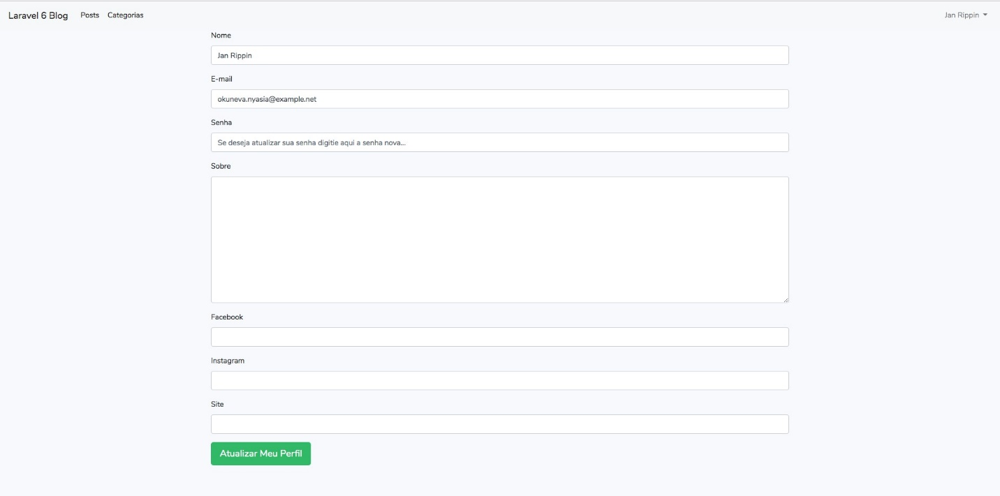 Laravel 6 Blog Posts Categorias Jan Rippin
Nome
Jan Rippin
E-mail
okuneva.nyasia@example.net
Senha
Se deseja atualizar sua senha digitie aqui a senha nova...
Sobre
Facebook
Instagram
Site
Atualizar Meu Perfil